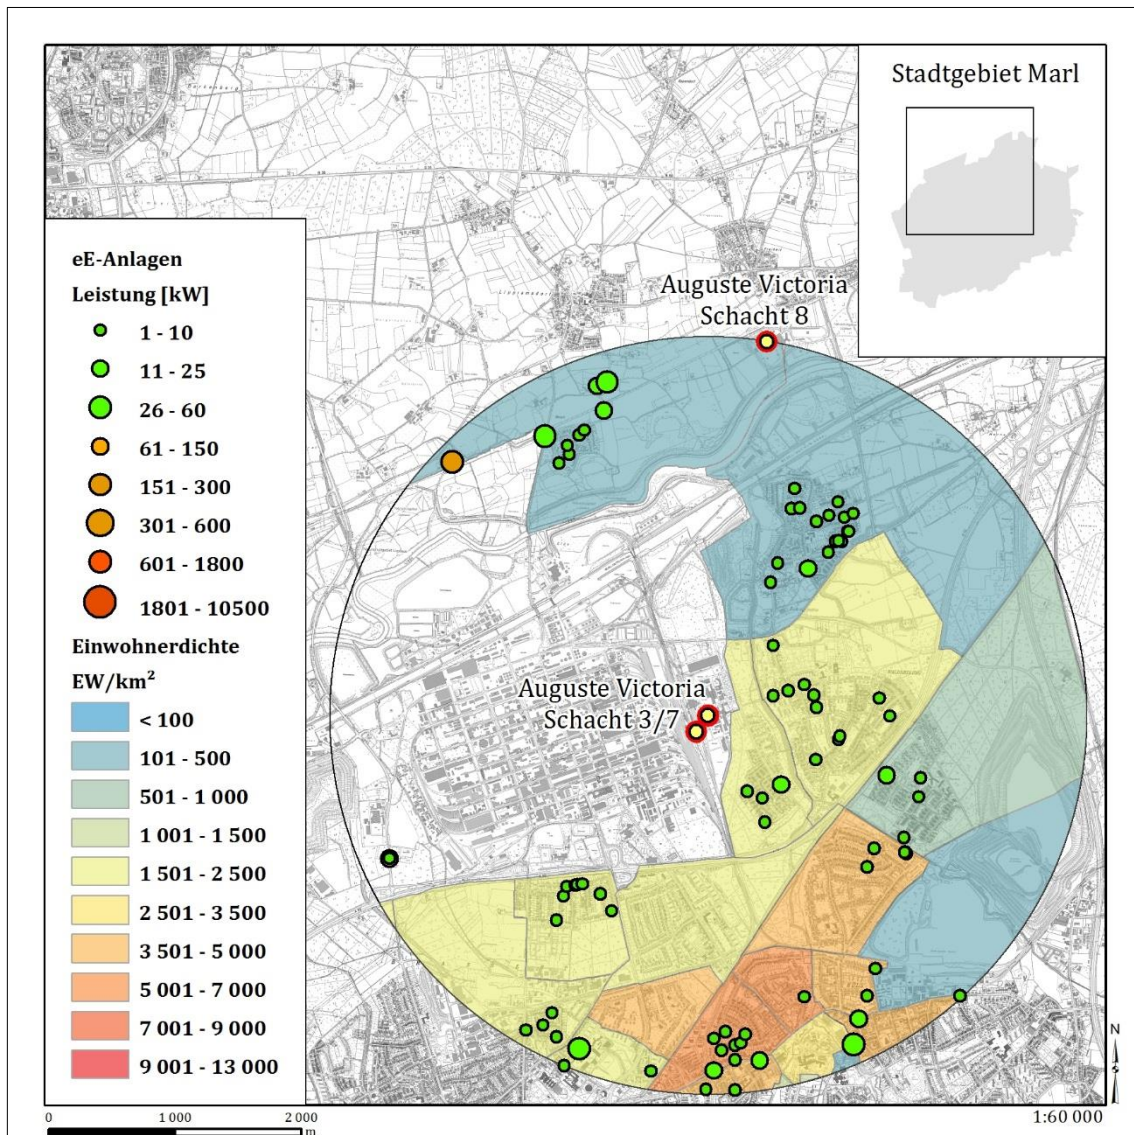 Stadtgebiet Marl
eE-Anlagen
Leistung [kW]
1 - 10
11 - 25
26 - 60
61 - 150
151 - 300
301 - 600
601 - 1800
1801 - 10500
Einwohnerdichte
EW/km²
< 100
101 - 500
501 - 1 000
1 001 - 1 500
1 501 - 2 500
2 501 - 3 500
3 501 - 5 000
5 001 - 7 000
7 001 - 9 000
9 001 - 13 000
Auguste Victoria
Schacht 8
Auguste Victoria
Schacht 3/7
N
0 1 000 2 000
m
1:60 000